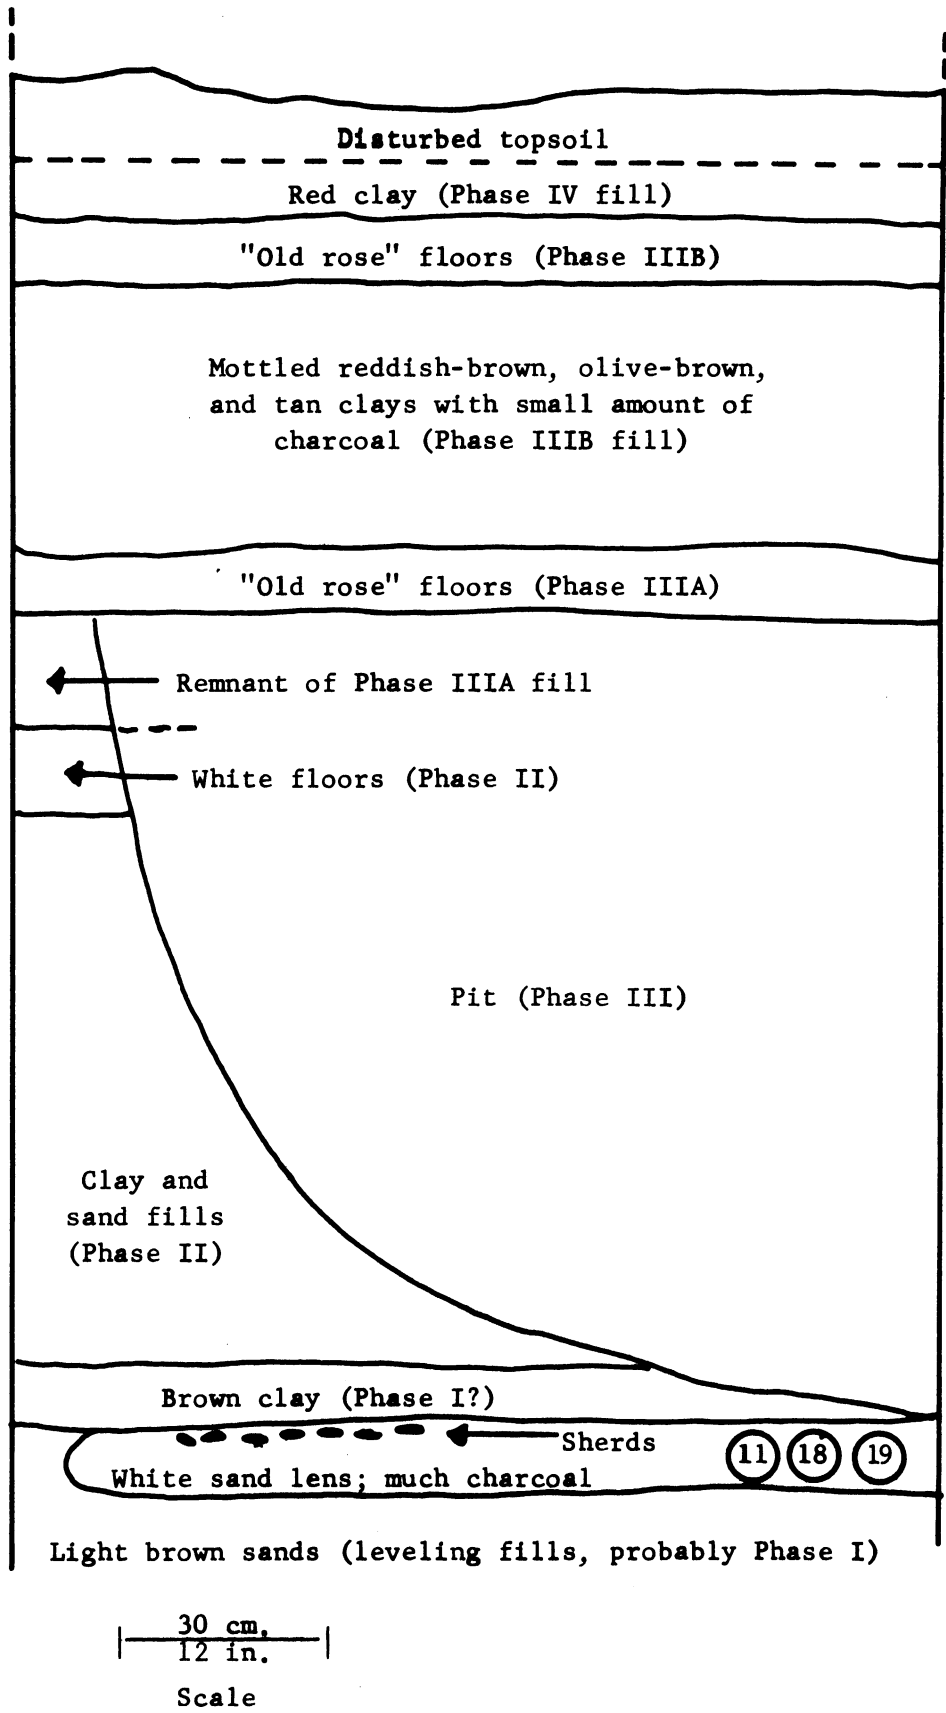 Disturbed topsoil
Red clay (Phase IV fill)
"Old rose" floors (Phase IIIB)
Mottled reddish-brown, olive-brown,
and tan clays with small amount of
charcoal (Phase IIIB fill)
"Old rose" floors (Phase IIIA)
Remnant of Phase IIIA fill
White floors (Phase II)
Pit (Phase III)
Clay and
sand fills
(Phase II)
Brown clay (Phase I?)
Sherds
11 18 19
White sand lens; much charcoal
Light brown sands (leveling fills, probably Phase I)
30 cm.
12 in.
Scale